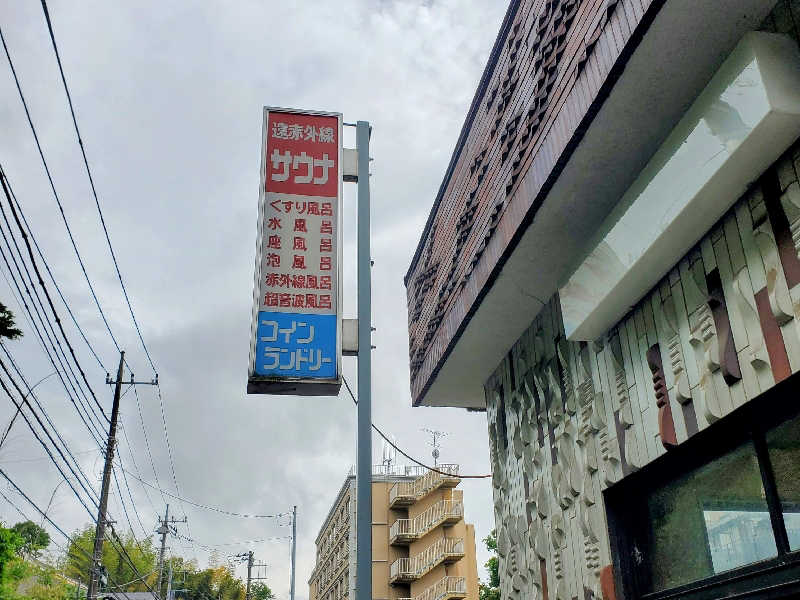 遠赤外線
サウナ
くすり風呂
水風呂
座風呂
泡風呂
赤外線風呂
超音波風呂
コイン
ランドリー